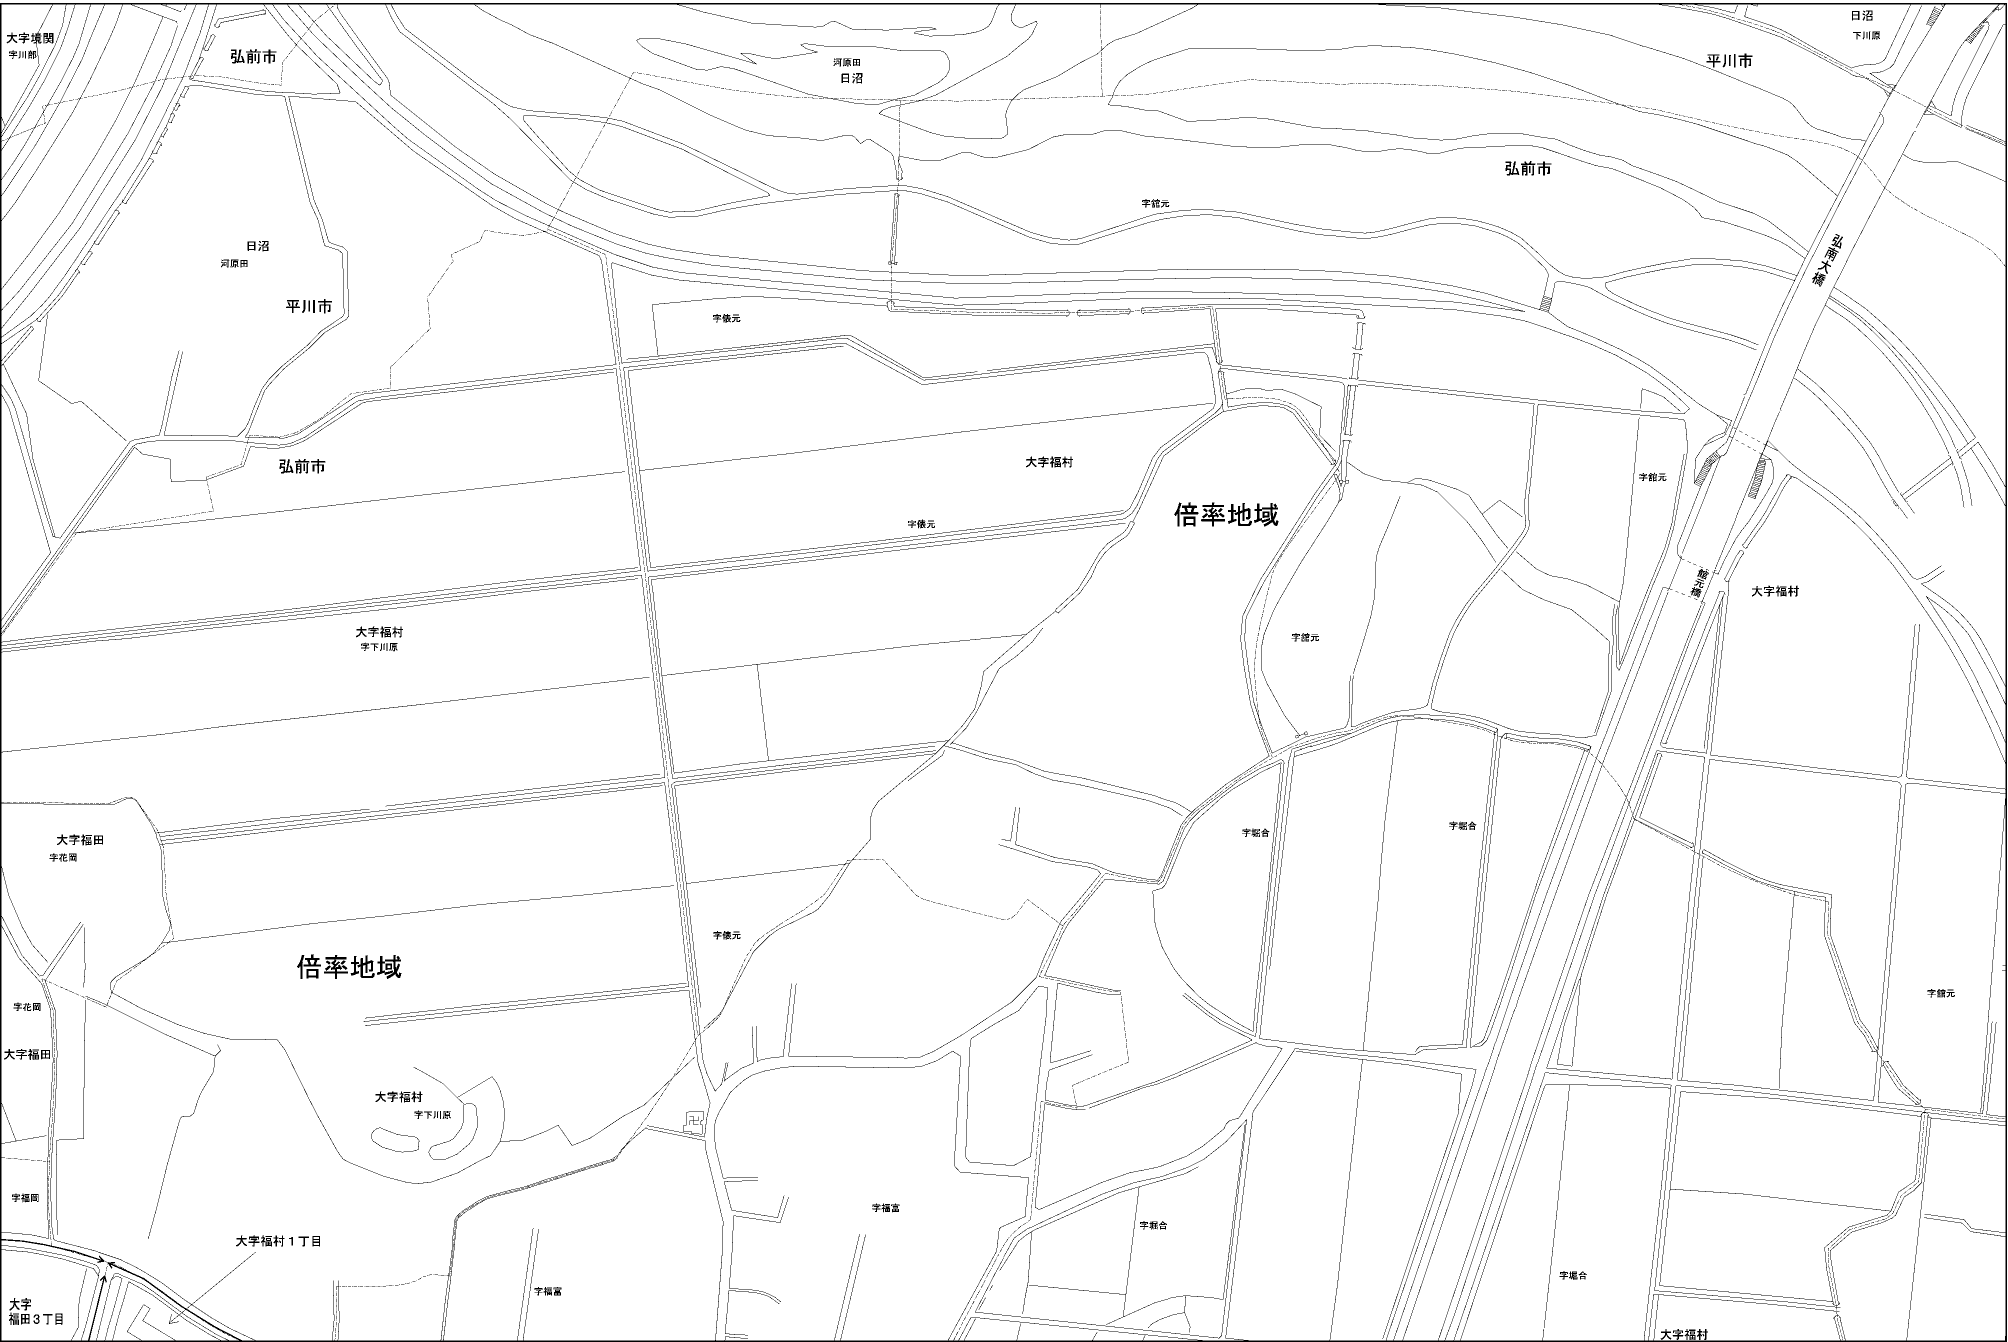 大字境関
字川部
弘前市
河原田
日沼
平川市
日沼
下川原
弘前市
字舘元
日沼
河原田
弘南大橋
平川市
字俵元
弘前市
大字福村
字舘元
倍率地域
字俵元
舘元橋
大字福村
大字福村
字下川原
字舘元
大字福田
字花岡
字堀合
字堀合
字俵元
倍率地域
字花岡
字舘元
大字福田
大字福村
字下川原
字福岡
字福富
字堀合
大字福村1丁目
字堀合
字福富
大字
福田3丁目
大字福村